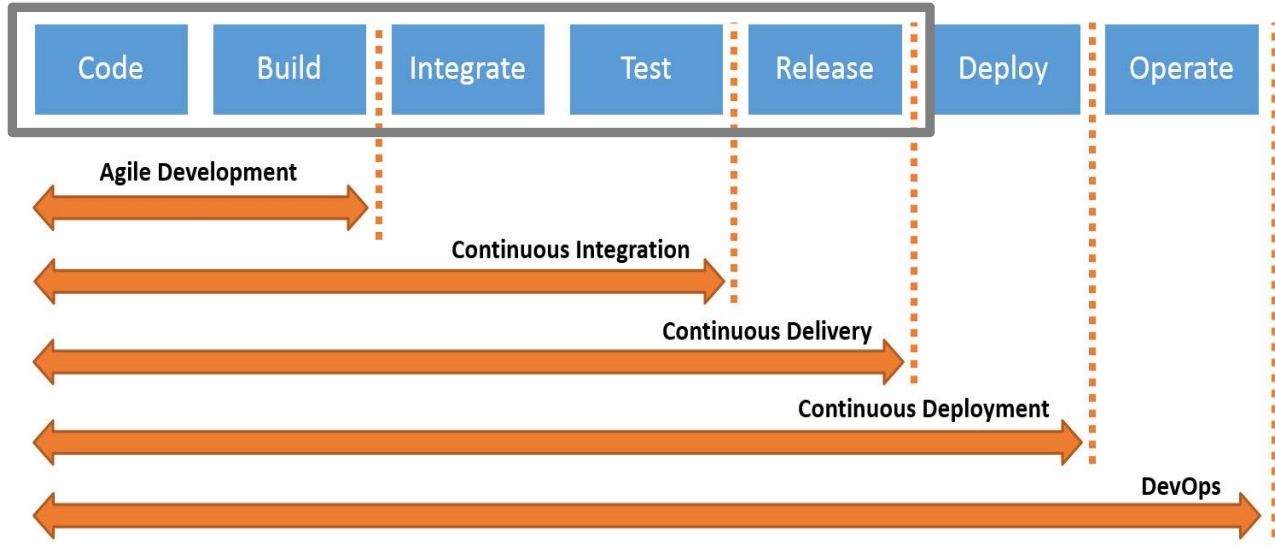 Code Build Integrate Test Release Deploy Operate
Agile Development
Continuous Integration
Continuous Delivery
Continuous Deployment
DevOps